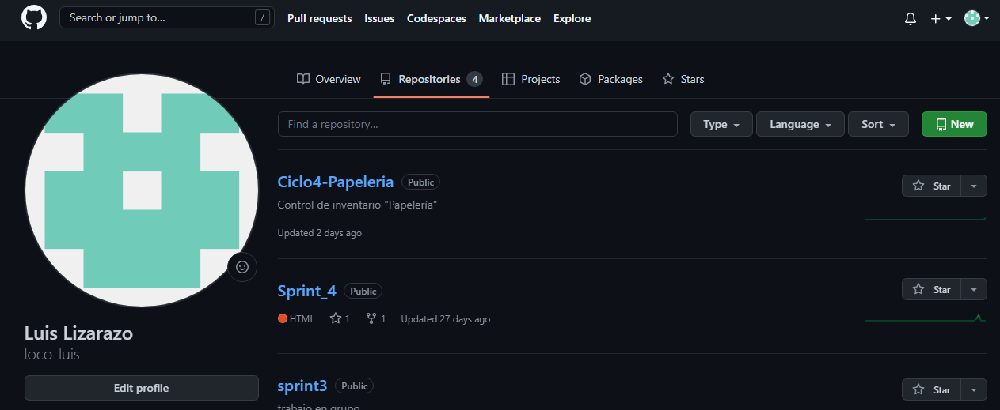 Search or jump to... / Pull requests Issues Codespaces Marketplace Explore
Overview Repositories 4 Projects Packages Stars
Find a repository... Type Language Sort New
Ciclo4-Papeleria Public Star
Control de inventario "Papelería"
Updated 2 days ago
Sprint_4 Public Star
HTML 1 1 Updated 27 days ago
Luis Lizarazo
loco-luis
Edit profile
sprint3 Public Star
trabajo en grupo